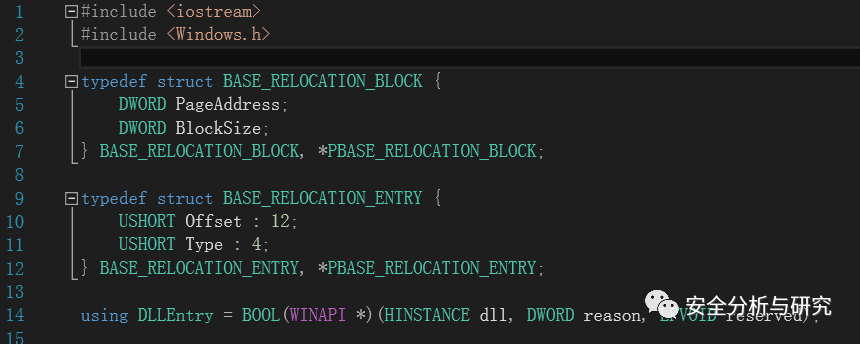 1 #include <iostream>
2 #include <Windows.h>
3
4 typedef struct BASE_RELOCATION_BLOCK {
5 DWORD PageAddress;
6 DWORD BlockSize;
7 } BASE_RELOCATION_BLOCK, *PBASE_RELOCATION_BLOCK;
8
9 typedef struct BASE_RELOCATION_ENTRY {
10 USHORT Offset : 12;
11 USHORT Type : 4;
12 } BASE_RELOCATION_ENTRY, *PBASE_RELOCATION_ENTRY;
13
14 using DLLEntry = BOOL(WINAPI *)(HINSTANCE dll, DWORD reason, LPVOID reserved);
安全分析与研究
15